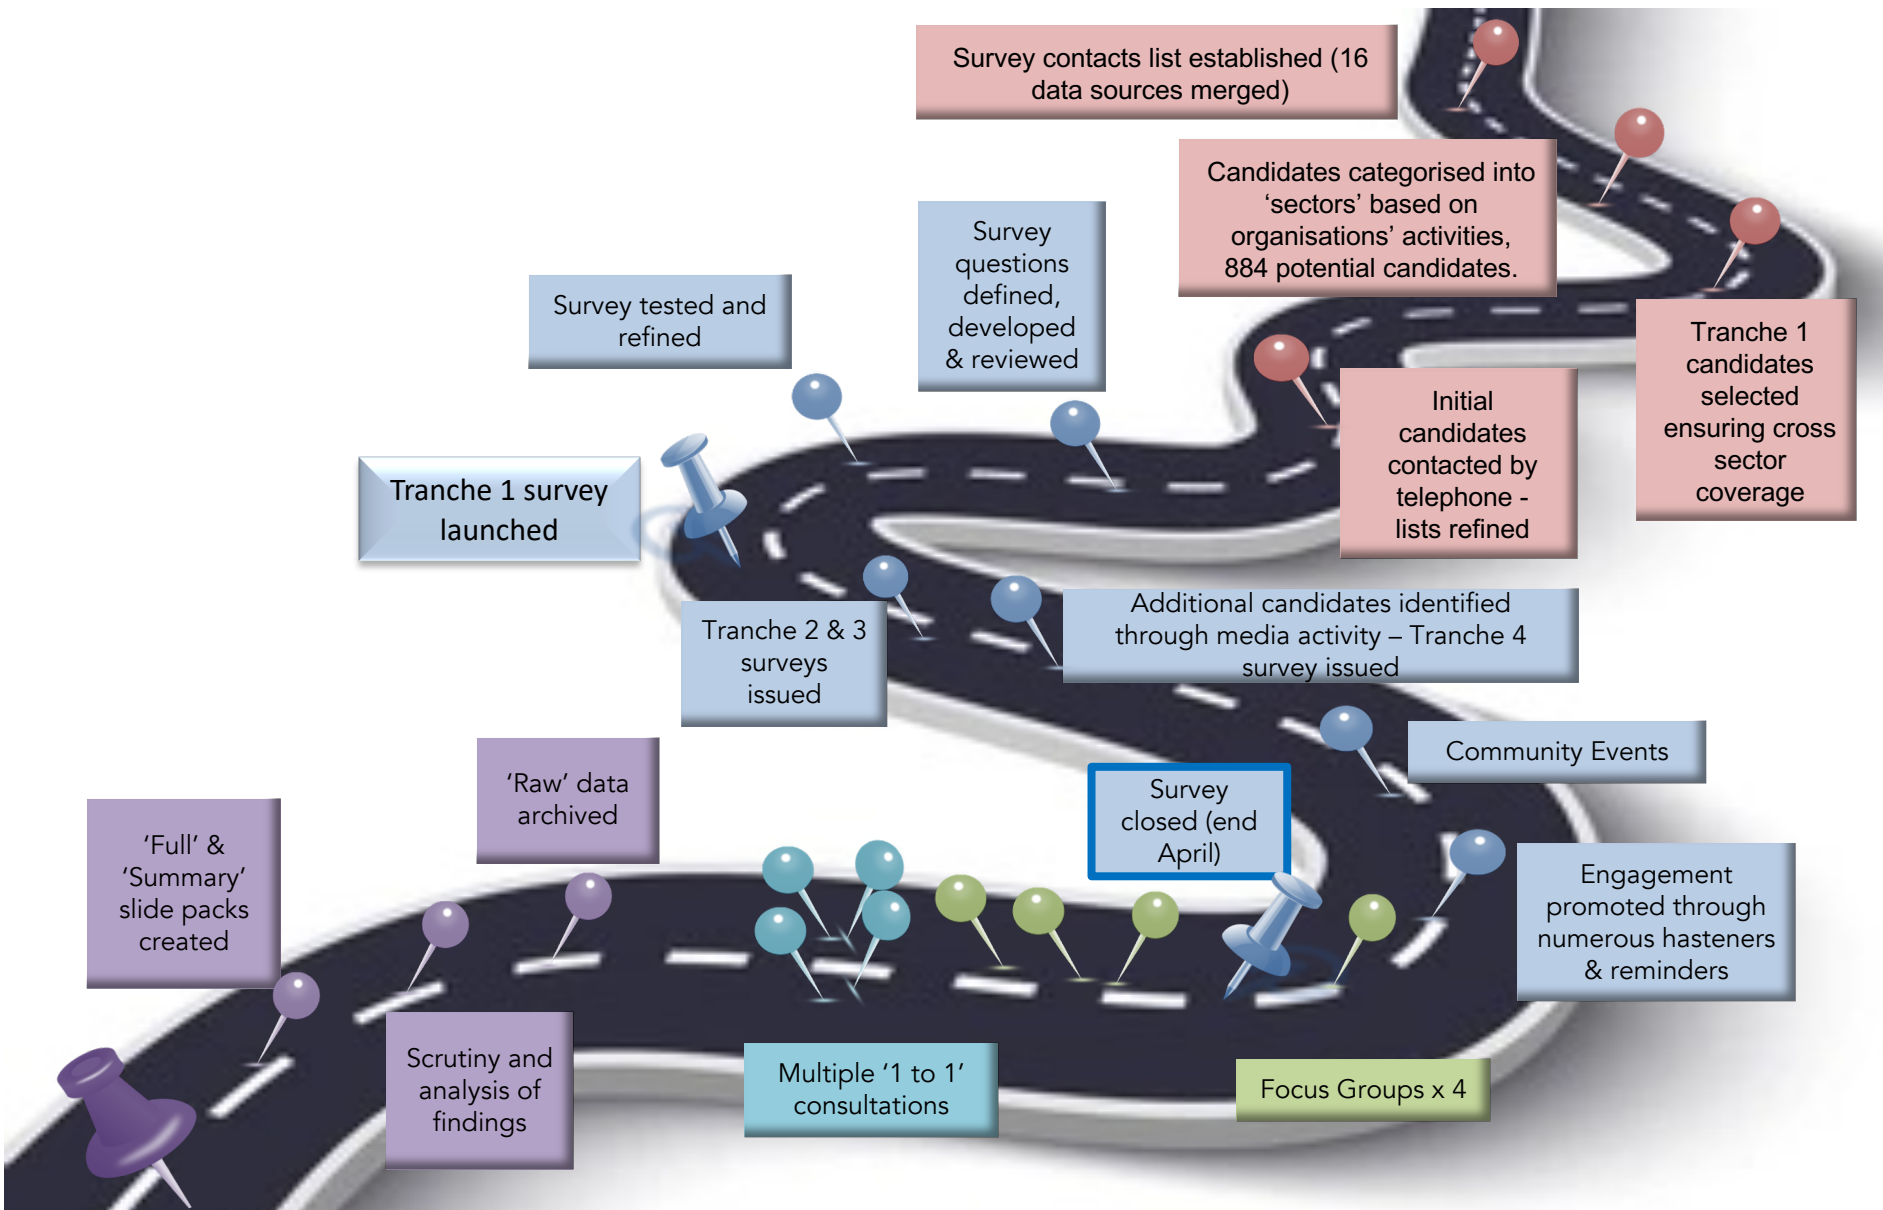 Survey contacts list established (16
data sources merged)
Candidates categorised into
‘sectors’ based on
organisations’ activities,
884 potential candidates.
Tranche 1
candidates
selected
ensuring cross
sector
coverage
Initial
candidates
contacted by
telephone -
lists refined
Survey
questions
defined,
developed
& reviewed
Survey tested and
refined
Tranche 1 survey
launched
Tranche 2 & 3
surveys
issued
Additional candidates identified
through media activity – Tranche 4
survey issued
Community Events
Engagement
promoted through
numerous hasteners
& reminders
Survey
closed (end
April)
Focus Groups x 4
Multiple ‘1 to 1’
consultations
‘Raw’ data
archived
Scrutiny and
analysis of
findings
‘Full’ &
‘Summary’
slide packs
created